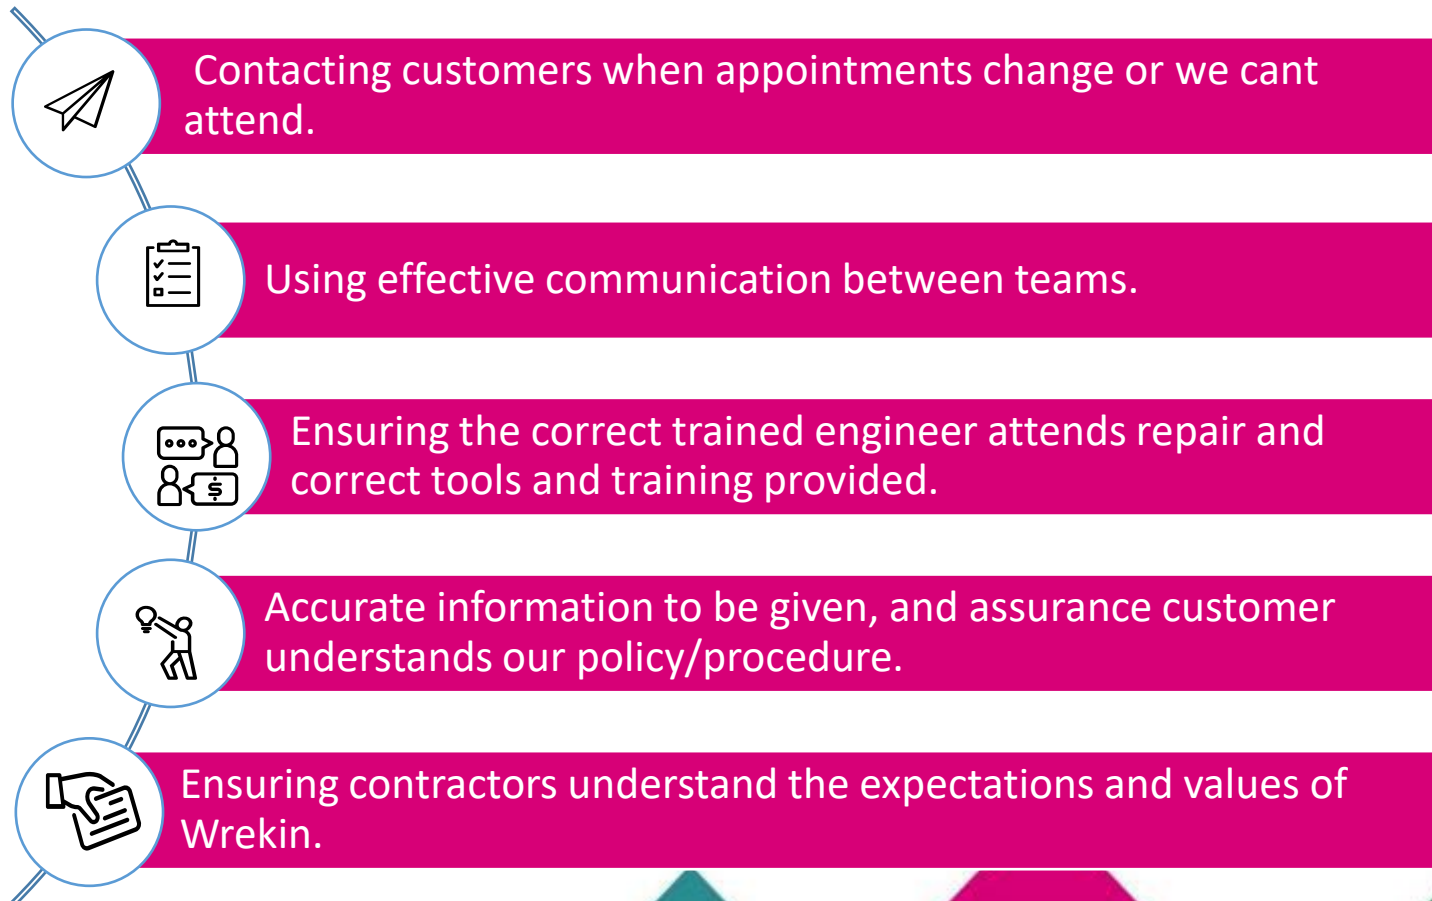 Contacting customers when appointments change or we cant
attend.
Using effective communication between teams.
Ensuring the correct trained engineer attends repair and
correct tools and training provided.
Accurate information to be given, and assurance customer
understands our policy/procedure.
$
Ensuring contractors understand the expectations and values of
Wrekin.